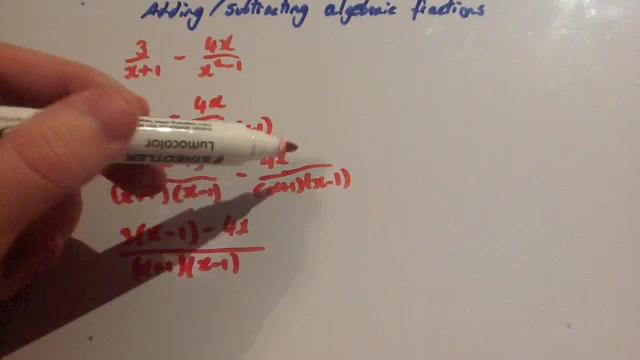 Adding/subtracting algebraic fractions
3/(x+1) - 4x/(x²-1)
4x
Lumocolor
STAEDTLER
(x+1)(x-1) - 4x/(x+1)(x-1)
3(x-1) - 4x
(x+1)(x-1)